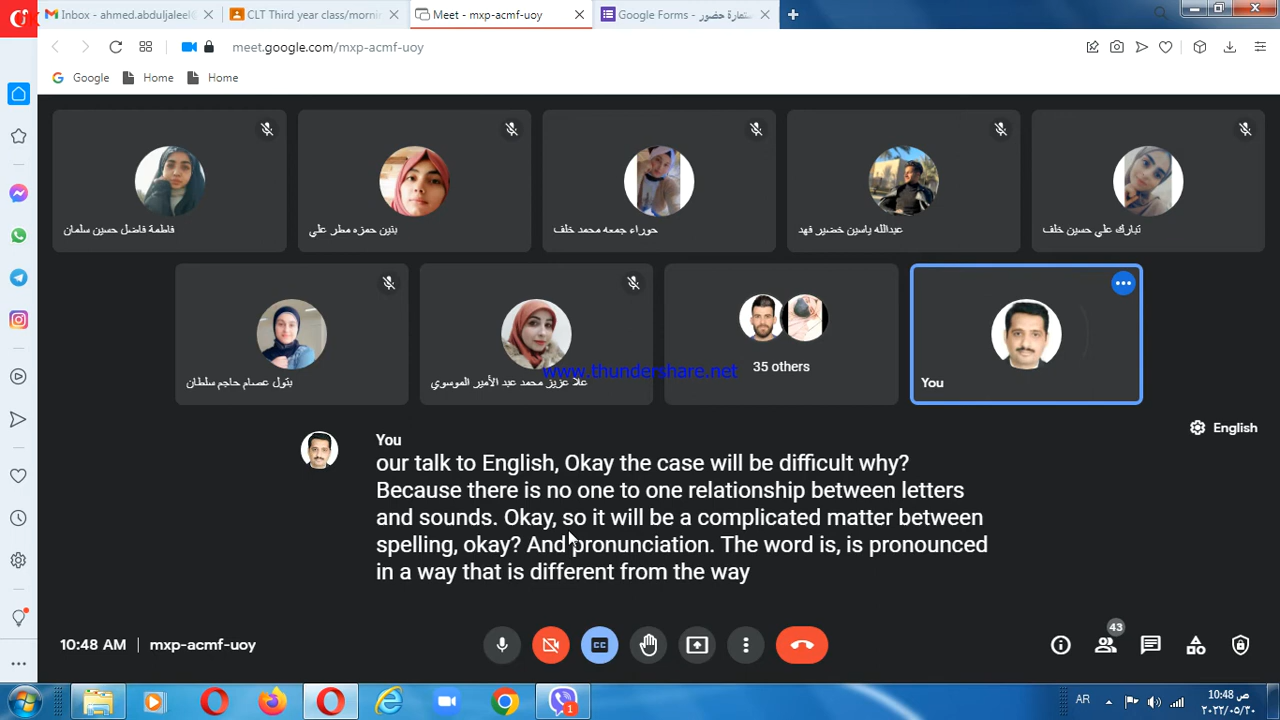 Inbox - ahmed.abduljaleel
CLT Third year class/mornin
Meet - mxp-acmf-uoy
Google Forms - استمارة حضور
meet.google.com/mxp-acmf-uoy
Google
Home
Home
فاطمة فاضل حسين سلمان
بنين حمزه مطر علي
حوراء جمعه محمد خلف
عبدالله ياسين خضير فهد
تبارك علي حسين خلف
بتول عصام حاجم سلطان
علا عزيز محمد عبد الأمير الموسوي
35 others
You
www.thundershare.net
English
You
our talk to English, Okay the case will be difficult why?
Because there is no one to one relationship between letters
and sounds. Okay, so it will be a complicated matter between
spelling, okay? And pronunciation. The word is, is pronounced
in a way that is different from the way
10:48 AM
mxp-acmf-uoy
CC
43
1
AR
10:48 ص
٢٠٢٢/٠٥/٣٠